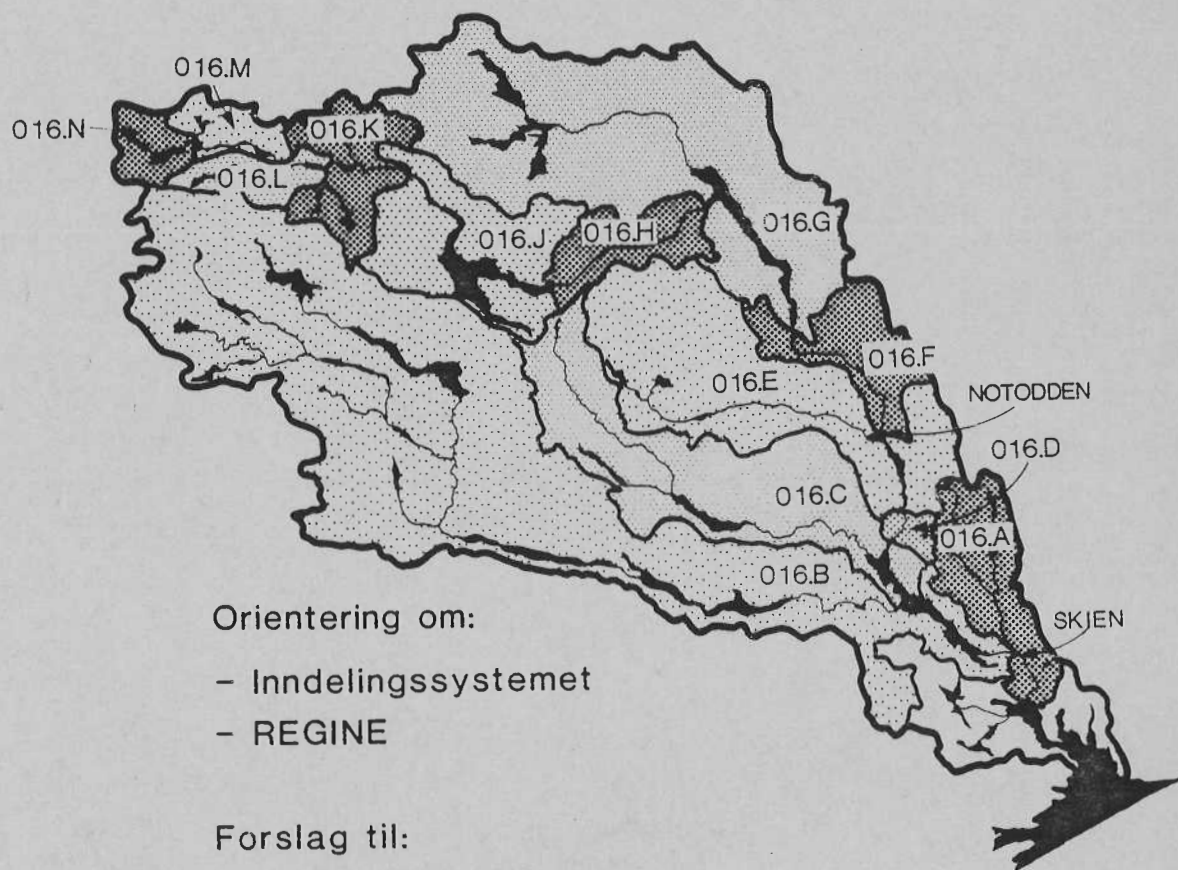 016.M
016.N
016.K
016.L
016.J
016.H
016.G
016.F
016.E
NOTODDEN
016.D
016.C
016.A
016.B
SKIEN
Orientering om:
- Inndelingssystemet
- REGINE
Forslag til: